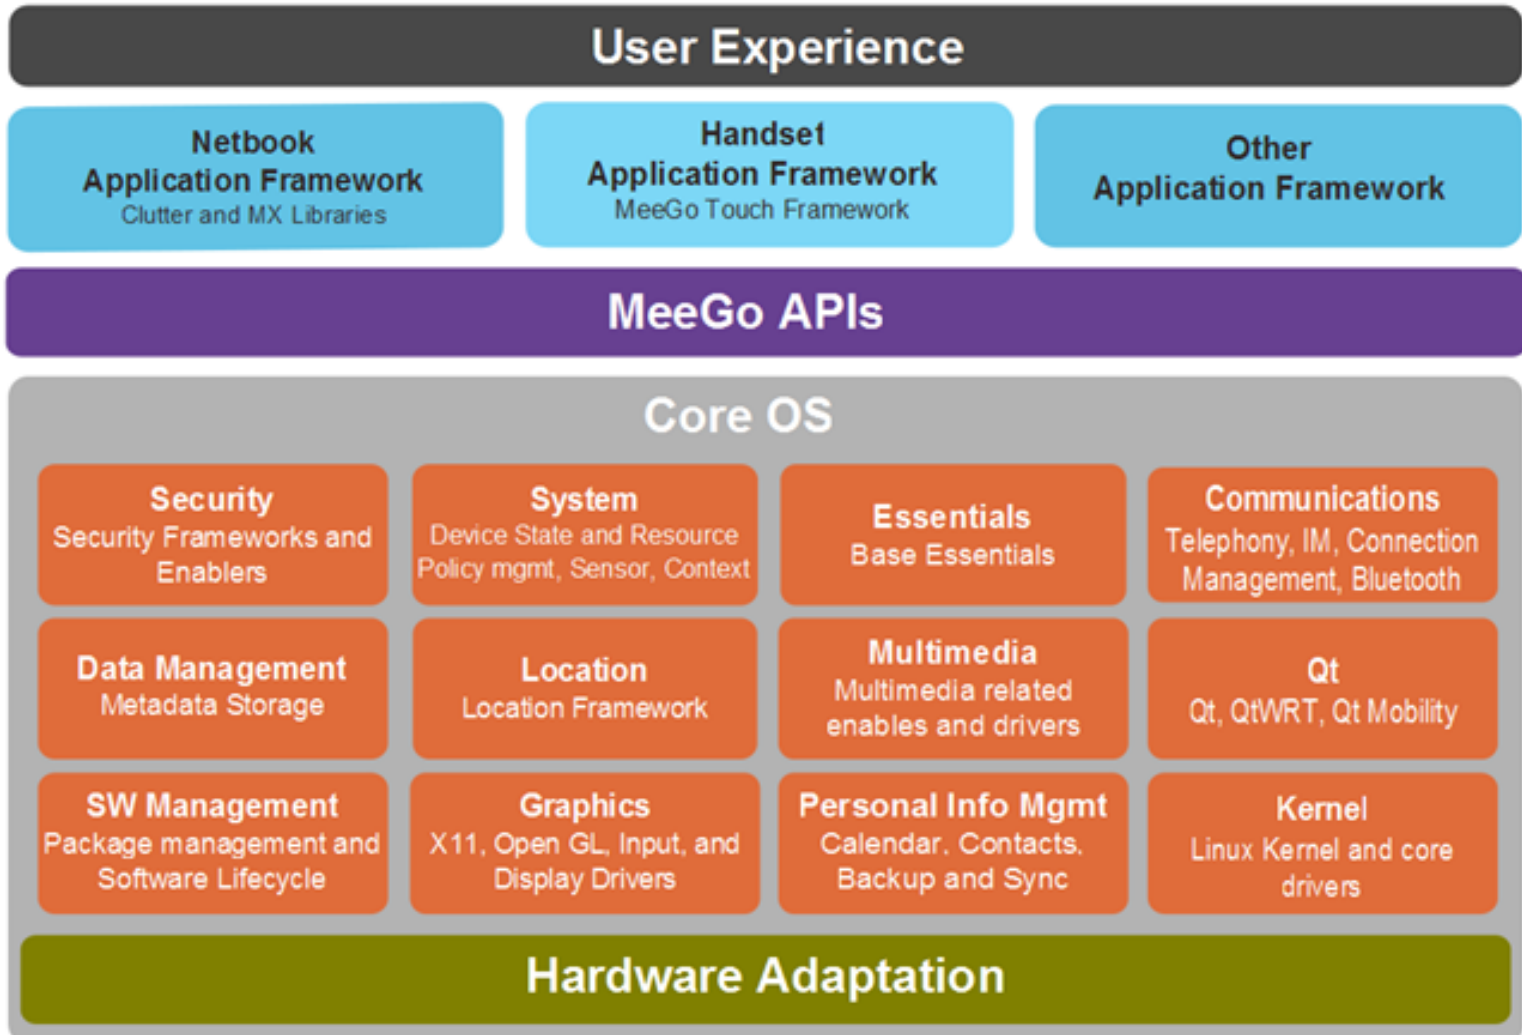 User Experience
Netbook
Application Framework
Clutter and MX Libraries
Handset
Application Framework
MeeGo Touch Framework
Other
Application Framework
MeeGo APIs
Core OS
Security
Security Frameworks and
Enablers
System
Device State and Resource
Policy mgmt, Sensor, Context
Essentials
Base Essentials
Communications
Telephony, IM, Connection
Management, Bluetooth
Data Management
Metadata Storage
Location
Location Framework
Multimedia
Multimedia related
enables and drivers
Qt
Qt, QtWRT, Qt Mobility
SW Management
Package management and
Software Lifecycle
Graphics
X11, Open GL, Input, and
Display Drivers
Personal Info Mgmt
Calendar. Contacts.
Backup and Sync
Kernel
Linux Kernel and core
drivers
Hardware Adaptation